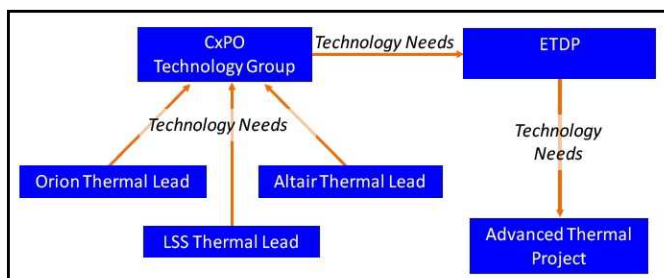 CxPO
Technology Group
Technology Needs
ETDP
Technology Needs
Technology
Needs
Orion Thermal Lead
Altair Thermal Lead
LSS Thermal Lead
Advanced Thermal
Project